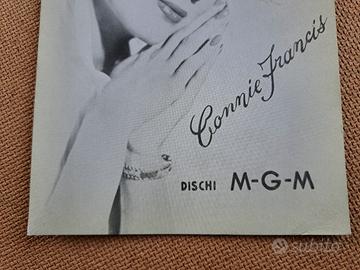 Connie Francis
DISCHI M-G-M
subito